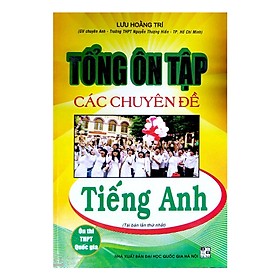 LƯU HOẰNG TRÍ
(GV chuyên Anh - Trường THPT Nguyễn Thượng Hiền - TP. Hồ Chí Minh)
TỔNG ÔN TẬP
CÁC CHUYÊN ĐỀ
Tiếng Anh
(Tái bản lần thứ nhất)
Ôn thi
THPT
Quốc gia
NHÀ XUẤT BẢN ĐẠI HỌC QUỐC GIA HÀ NỘI